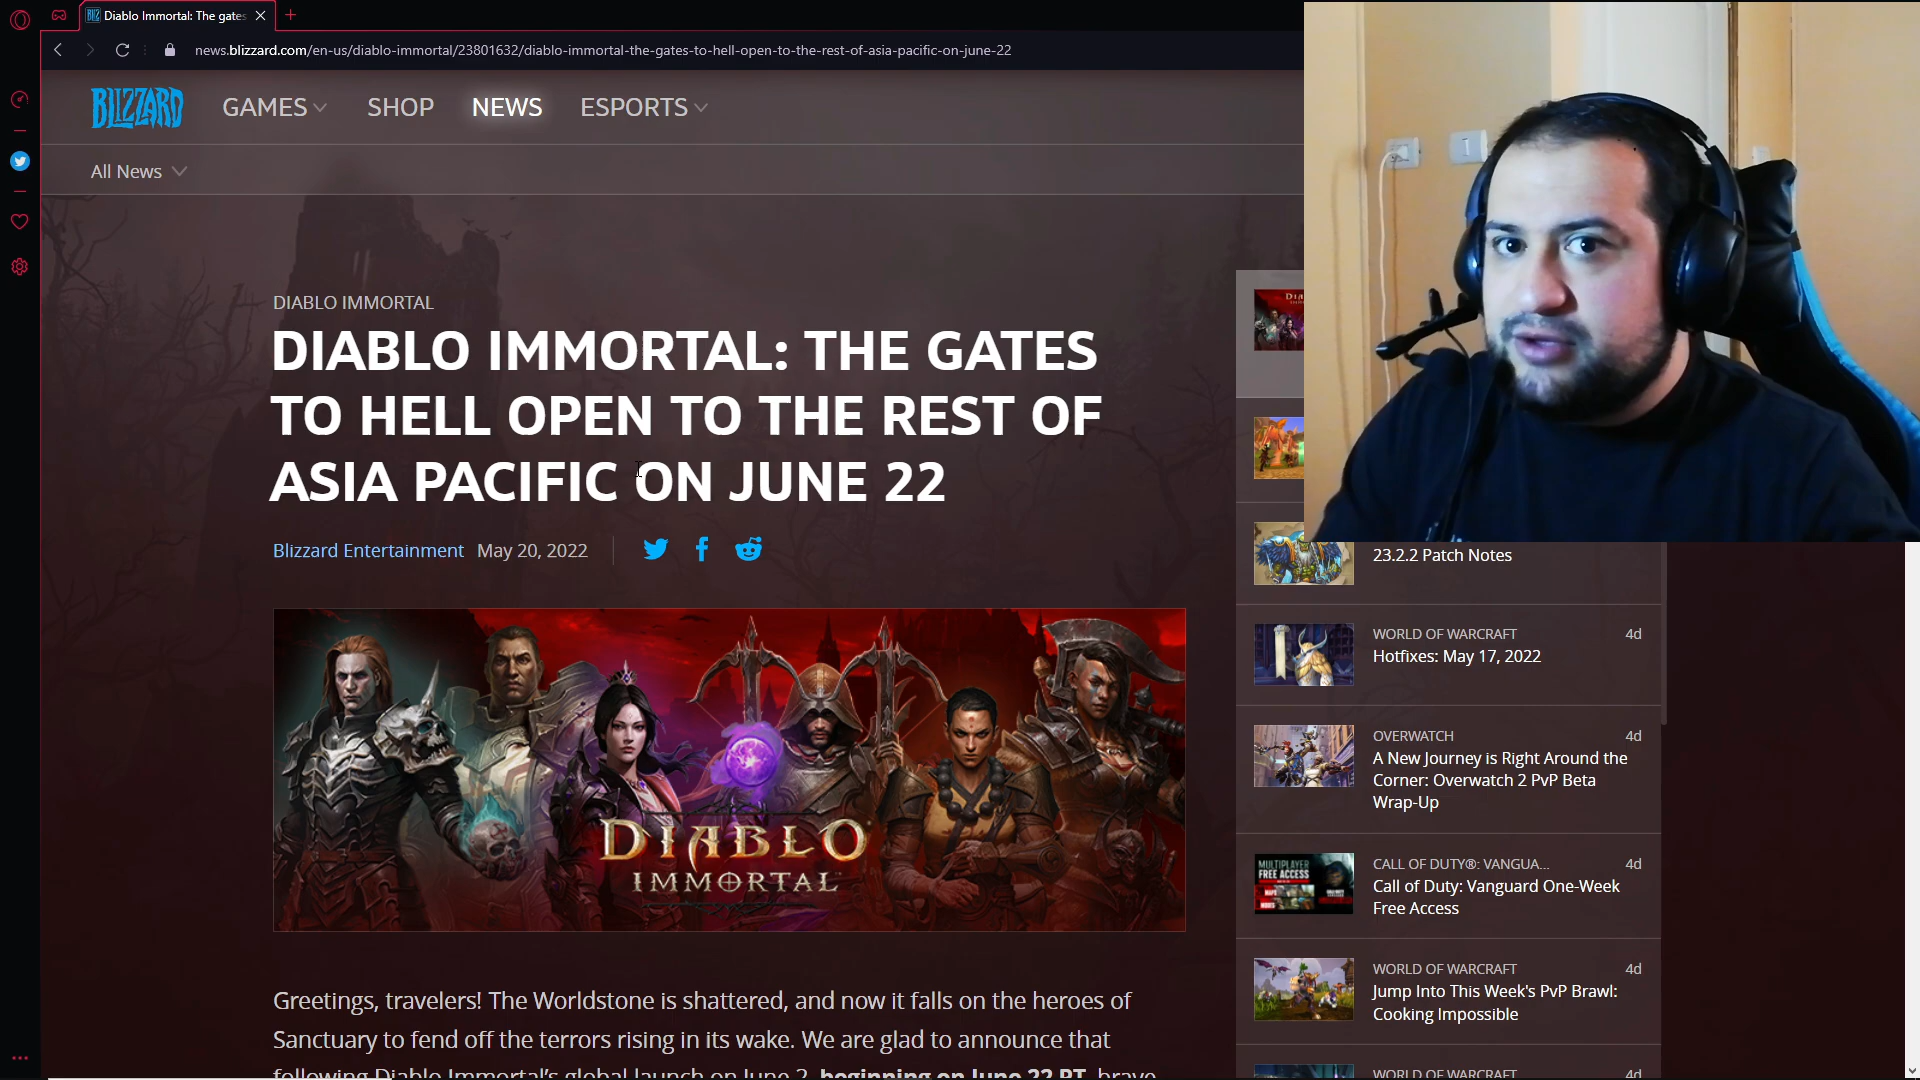 Diablo Immortal: The gates
news.blizzard.com/en-us/diablo-immortal/23801632/diablo-immortal-the-gates-to-hell-open-to-the-rest-of-asia-pacific-on-june-22
BLIZZARD
GAMES
SHOP
NEWS
ESPORTS
All News
DIABLO IMMORTAL
DIABLO IMMORTAL: THE GATES
TO HELL OPEN TO THE REST OF
ASIA PACIFIC ON JUNE 22
Blizzard Entertainment May 20, 2022
DIABLO
IMMORTAL
Greetings, travelers! The Worldstone is shattered, and now it falls on the heroes of
Sanctuary to fend off the terrors rising in its wake. We are glad to announce that
following Diablo Immortal's global launch on June 2, beginning on June 22 PT, brave
23.2.2 Patch Notes
WORLD OF WARCRAFT 4d
Hotfixes: May 17, 2022
OVERWATCH 4d
A New Journey is Right Around the
Corner: Overwatch 2 PvP Beta
Wrap-Up
MULTIPLAYER
FREE ACCESS
CALL OF DUTY®: VANGUA... 4d
Call of Duty: Vanguard One-Week
Free Access
WORLD OF WARCRAFT 4d
Jump Into This Week's PvP Brawl:
Cooking Impossible
WORLD OF WARCRAFT 4d